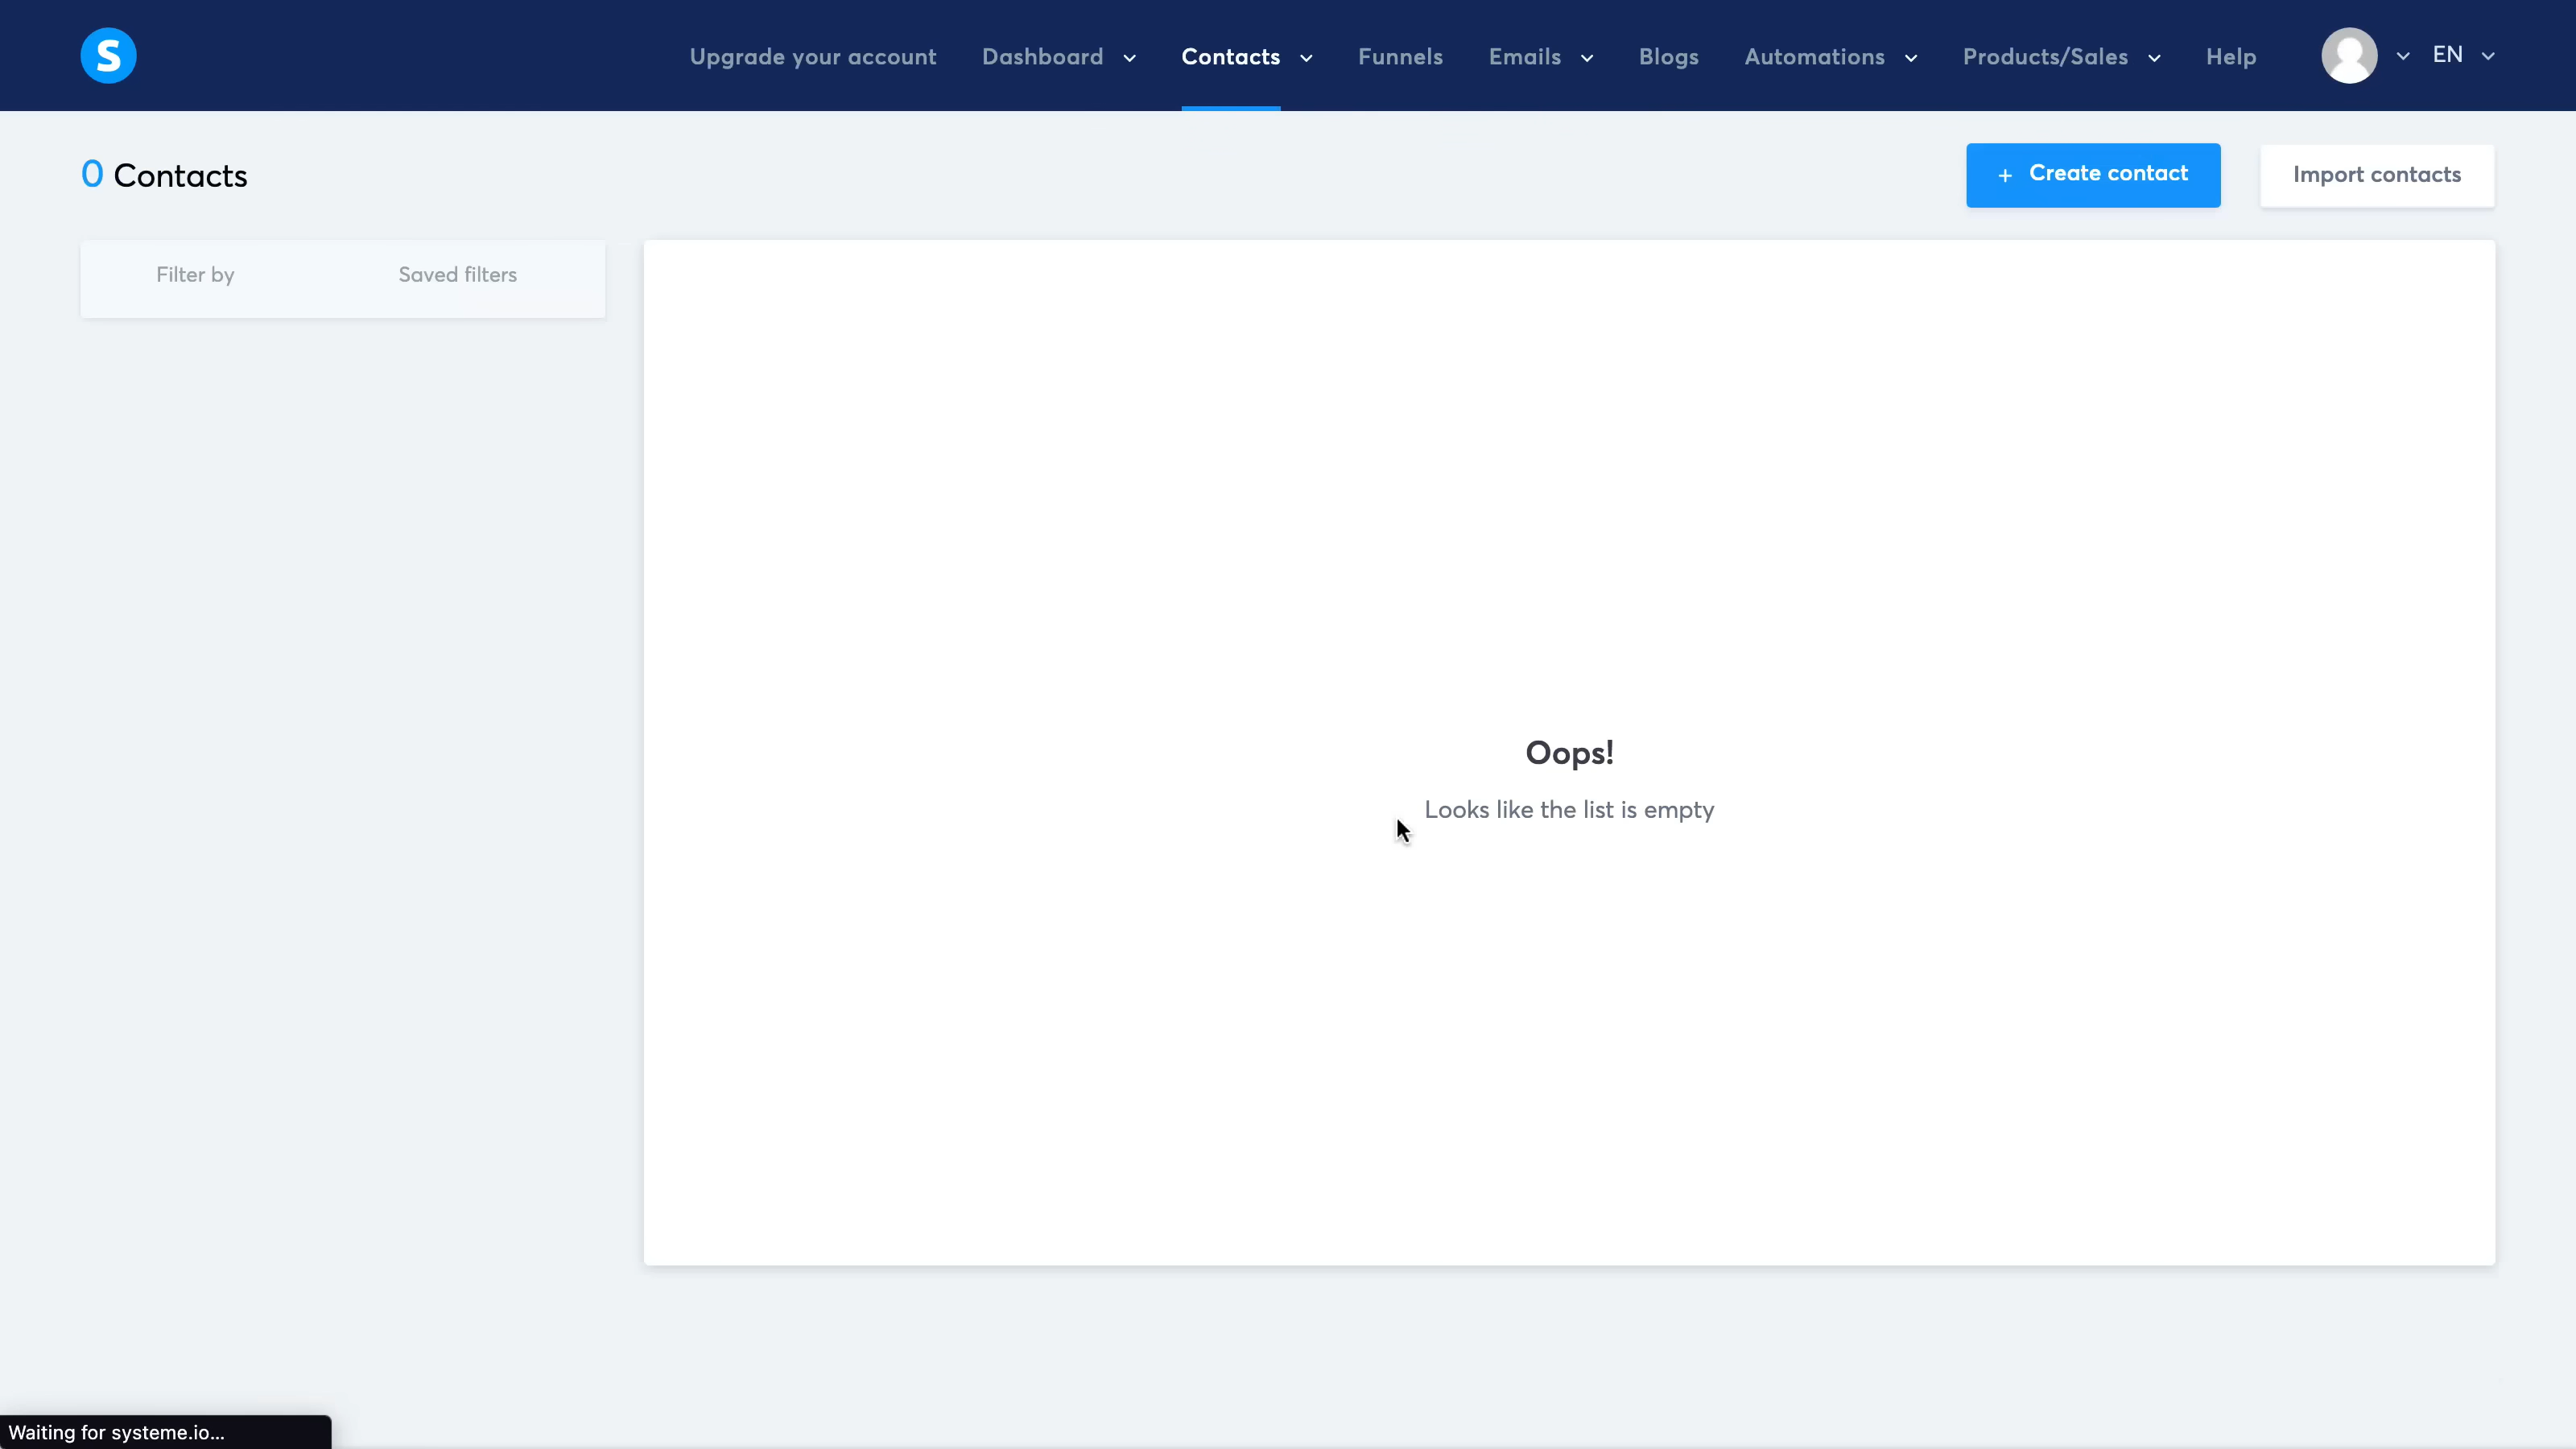 S
Upgrade your account Dashboard Contacts Funnels Emails Blogs Automations Products/Sales Help EN
0 Contacts
+ Create contact
Import contacts
Filter by
Saved filters
Oops!
Looks like the list is empty
Waiting for systeme.io...